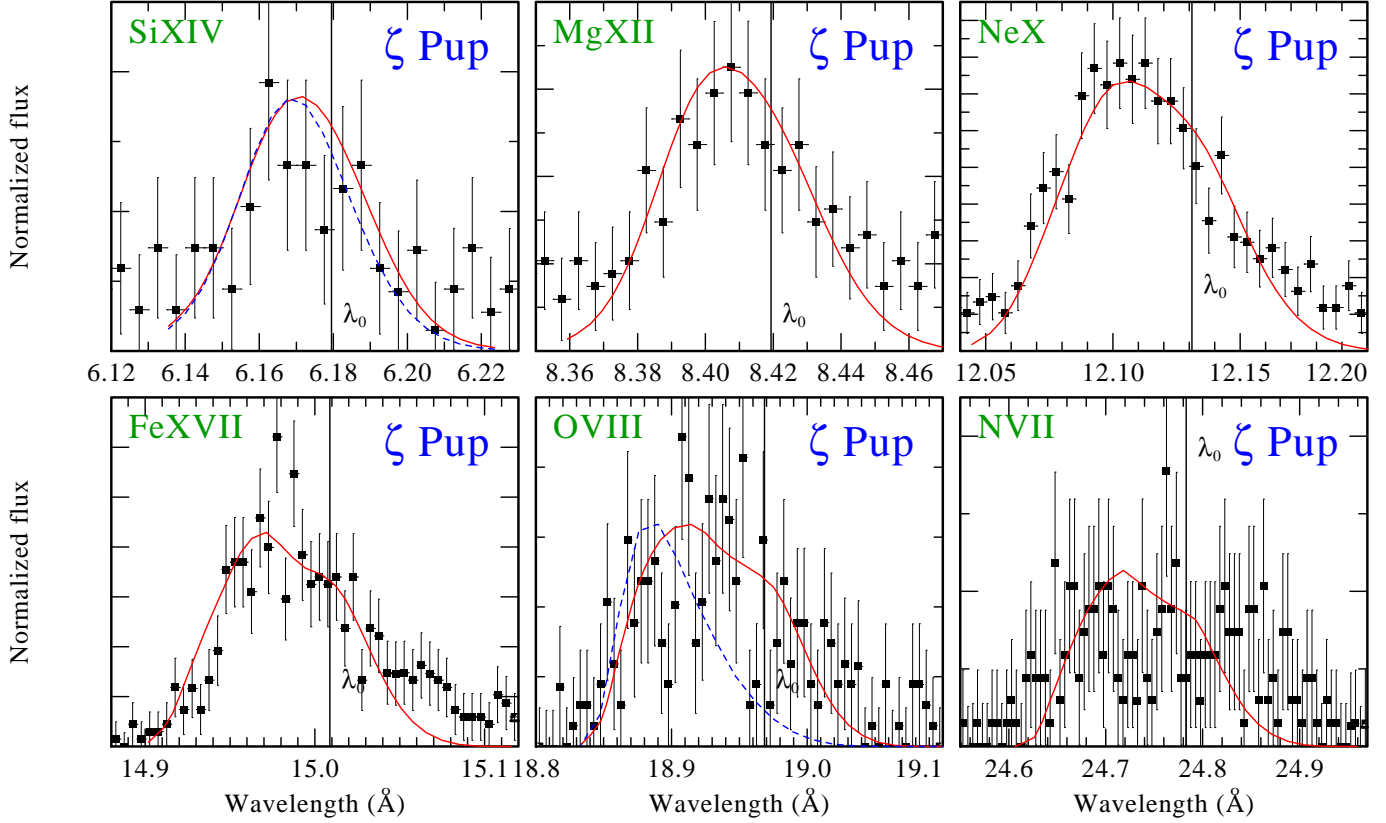 SiXIV ζ Pup MgXII ζ Pup NeX ζ Pup
Normalized flux
λ₀ λ₀ λ₀
6.12 6.14 6.16 6.18 6.20 6.22 8.36 8.38 8.40 8.42 8.44 8.46 12.05 12.10 12.15 12.20
FeXVII ζ Pup OVIII ζ Pup NVII λ₀ ζ Pup
Normalized flux
λ₀ λ₀
14.9 15.0 15.1 18.8 18.9 19.0 19.1 24.6 24.7 24.8 24.9
Wavelength (Å) Wavelength (Å) Wavelength (Å)